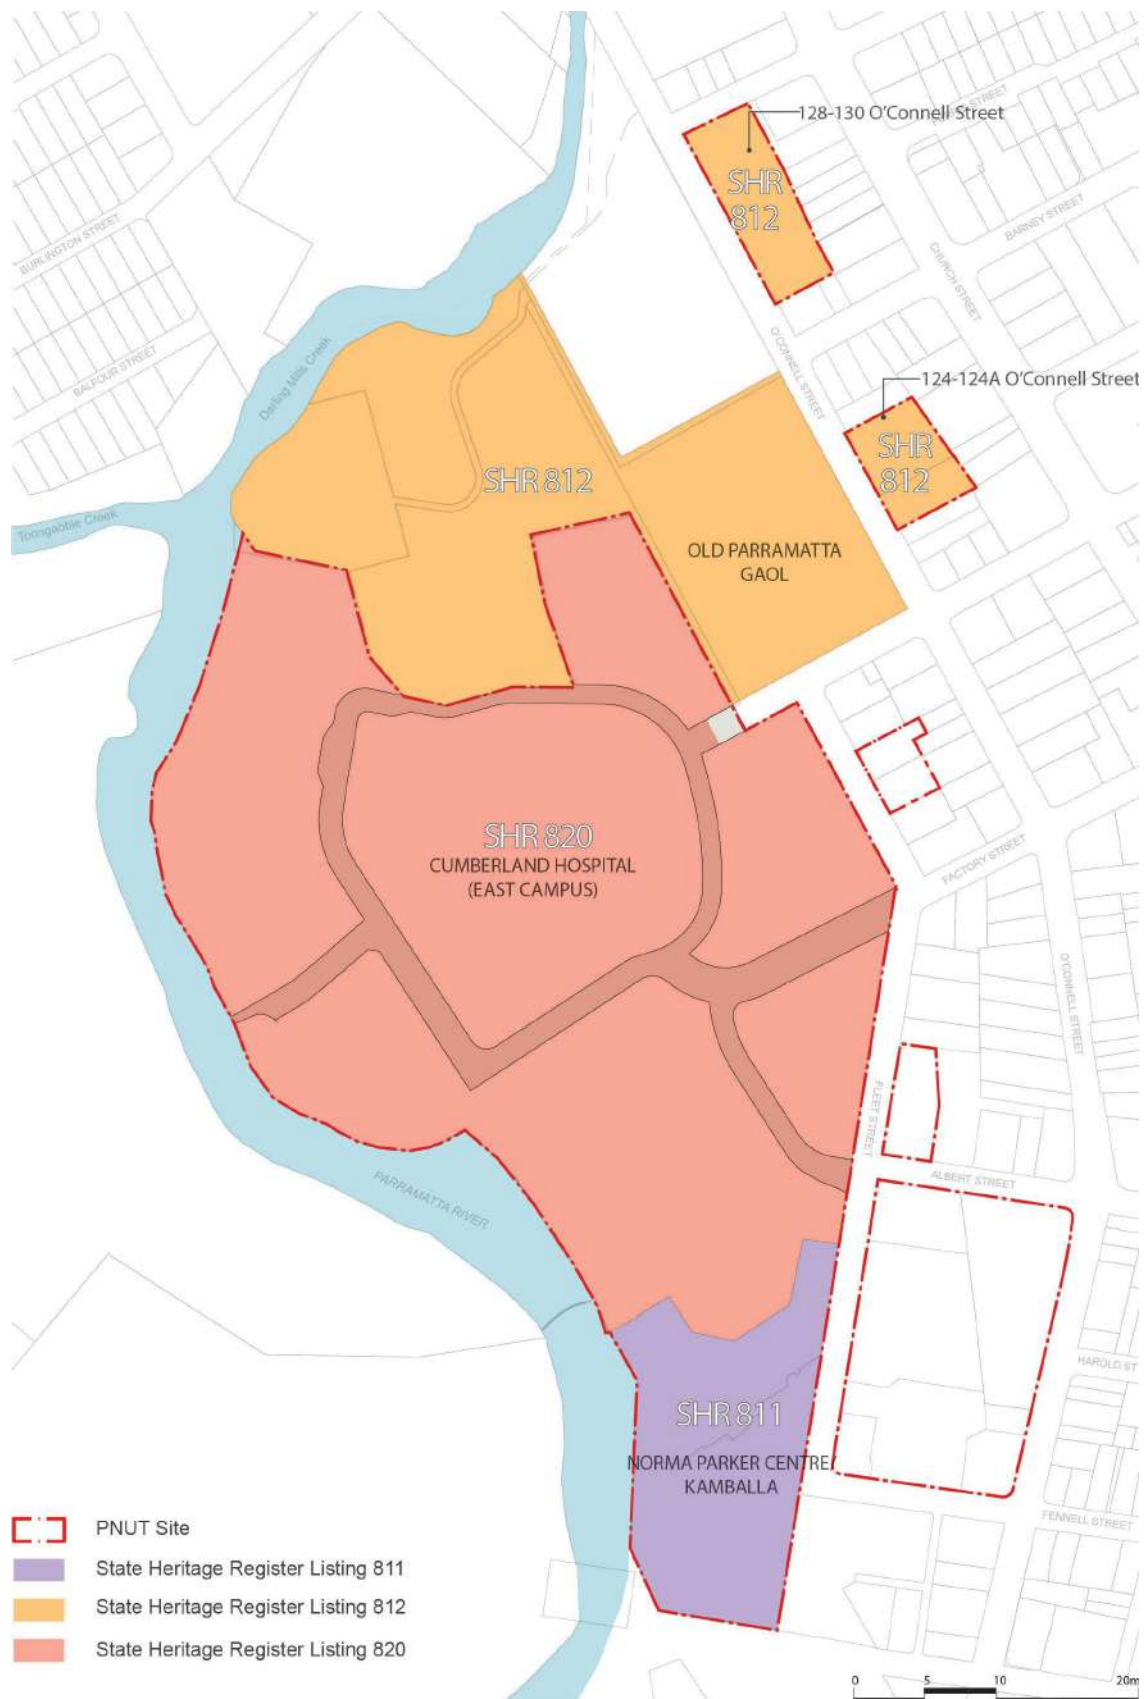 128-130 O'Connell Street
SHR
812
BARNEY STREET
BURLINGTON STREET
CHURCH STREET
O'CONNELL STREET
BALFOUR STREET
Darling Mills Creek
124-124A O'Connell Street
SHR
812
SHR 812
Toongabbie Creek
OLD PARRAMATTA
GAOL
SHR 820
CUMBERLAND HOSPITAL
(EAST CAMPUS)
FACTORY STREET
O'CONNELL STREET
FLEET STREET
ALBERT STREET
PARRAMATTA RIVER
HAROLD ST
SHR 811
NORMA PARKER CENTRE/
KAMBALLA
FENNELL STREET
PNUT Site
State Heritage Register Listing 811
State Heritage Register Listing 812
State Heritage Register Listing 820
0 5 10 20m